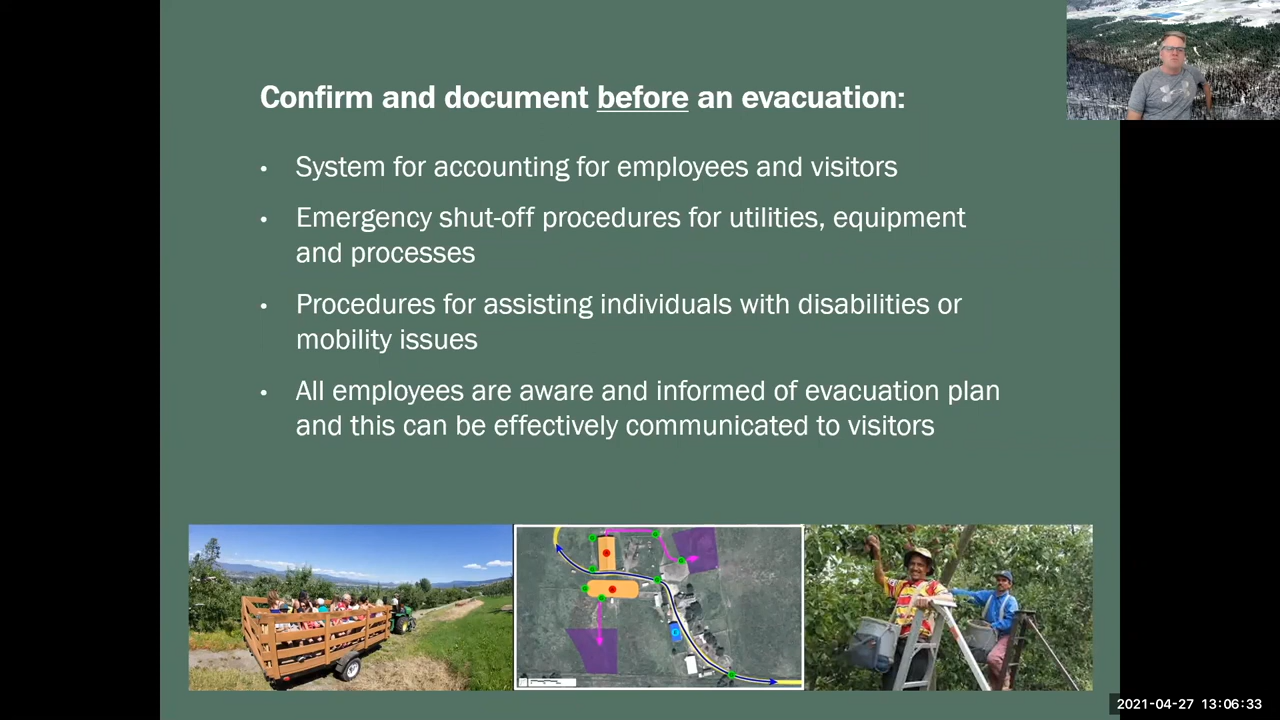 Confirm and document before an evacuation:
• System for accounting for employees and visitors
• Emergency shut-off procedures for utilities, equipment
and processes
• Procedures for assisting individuals with disabilities or
mobility issues
• All employees are aware and informed of evacuation plan
and this can be effectively communicated to visitors
2021-04-27 13:06:33